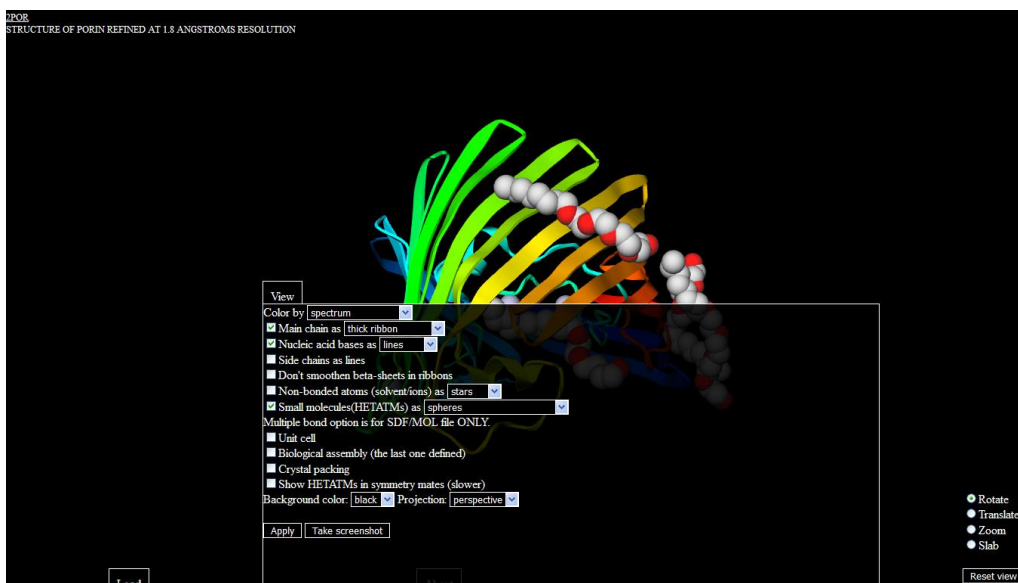 2POR
STRUCTURE OF PORIN REFINED AT 1.8 ANGSTROMS RESOLUTION
View
Color by spectrum
Main chain as thick ribbon
Nucleic acid bases as lines
Side chains as lines
Don't smoothen beta-sheets in ribbons
Non-bonded atoms (solvent/ions) as stars
Small molecules(HETATMs) as spheres
Multiple bond option is for SDF/MOL file ONLY.
Unit cell
Biological assembly (the last one defined)
Crystal packing
Show HETATMs in symmetry mates (slower)
Background color: black Projection: perspective
Apply Take screenshot
Rotate
Translate
Zoom
Slab
Reset view